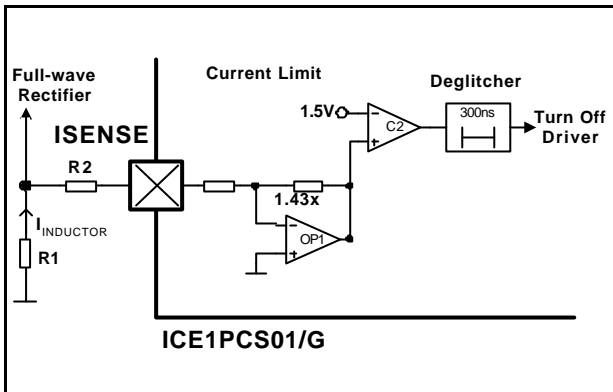 Full-wave
Rectifier
Current Limit
Deglitcher
ISENSE
1.5V
C2
300ns
Turn Off
Driver
R2
1.43x
I INDUCTOR
OP1
R1
ICE1PCS01/G